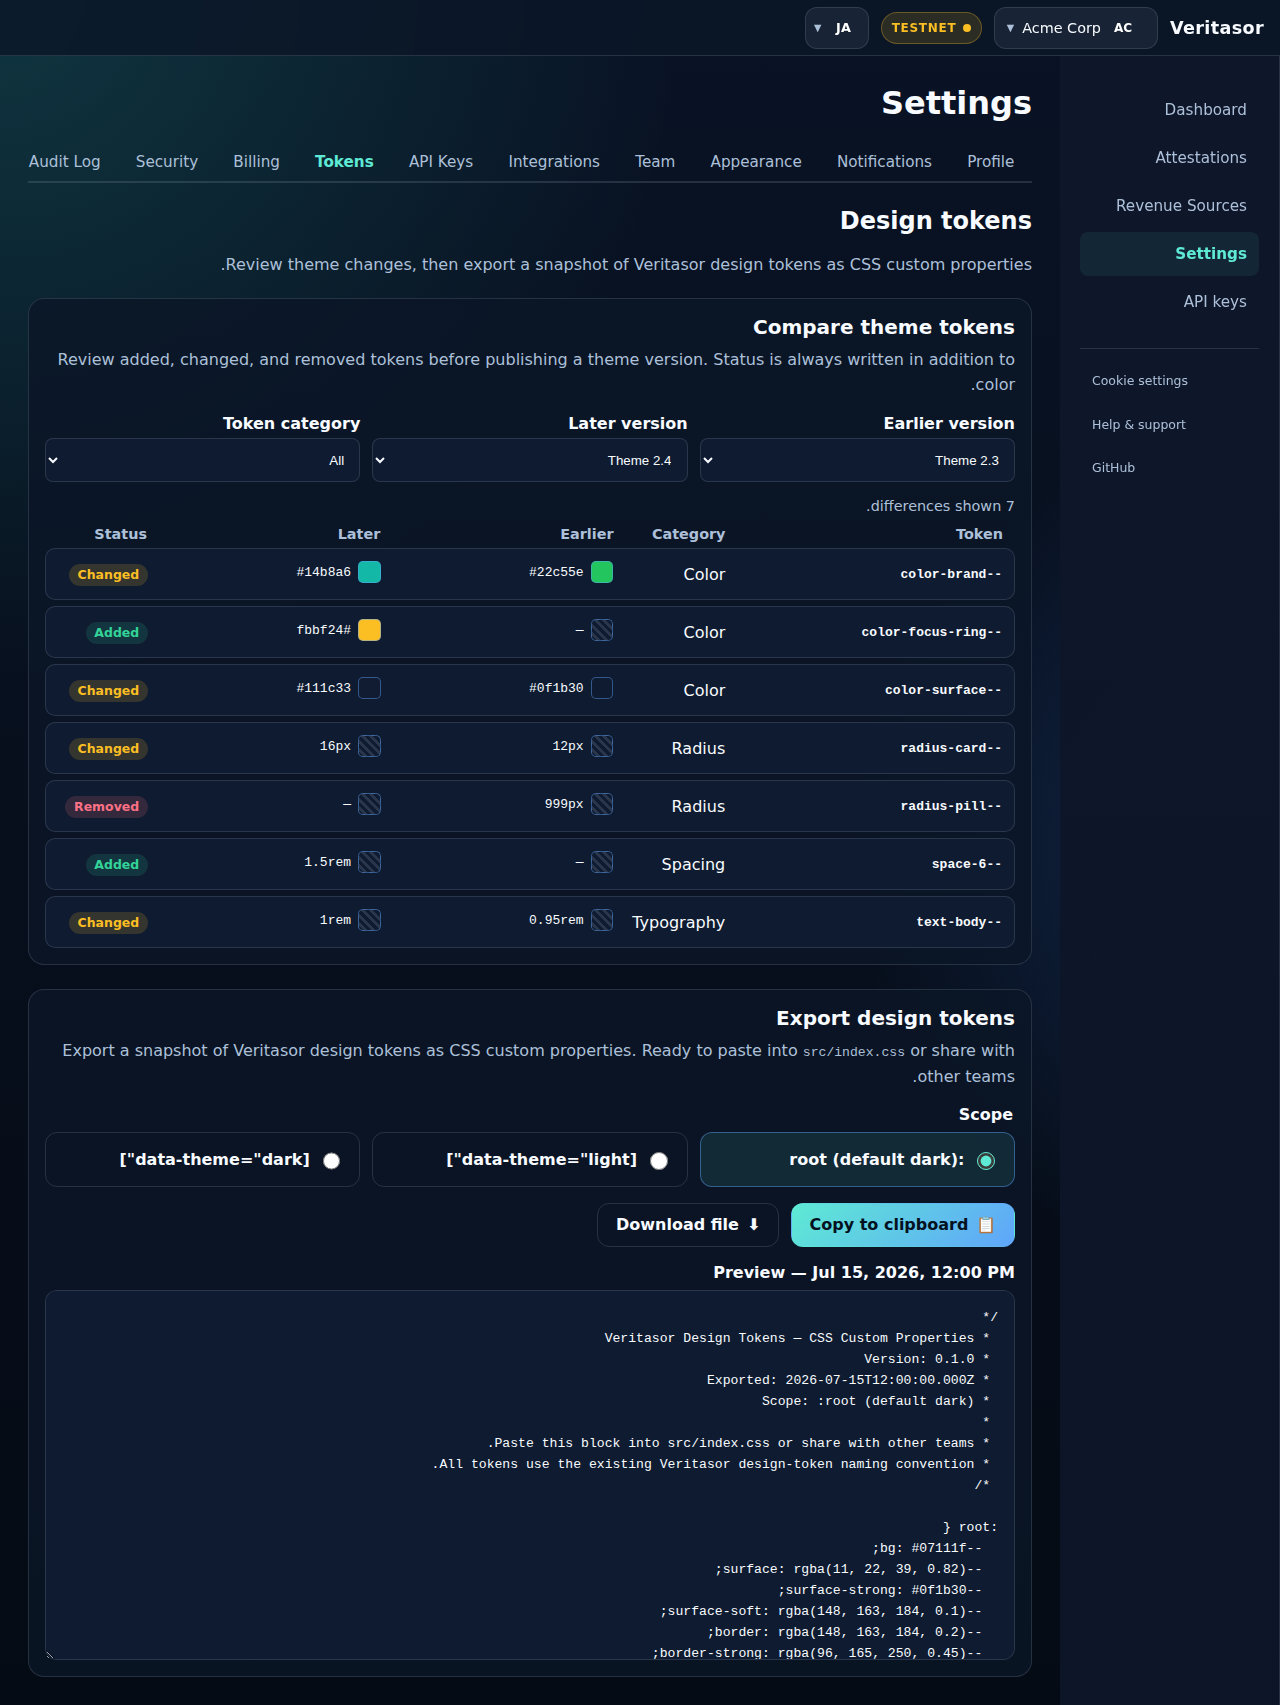 JA
TESTNET
Acme Corp AC
Veritasor
Settings
Audit Log Security Billing Tokens API Keys Integrations Team Appearance Notifications Profile
Dashboard
Attestations
Revenue Sources
Settings
API keys
Cookie settings
Help & support
GitHub
Design tokens
.Review theme changes, then export a snapshot of Veritasor design tokens as CSS custom properties
Compare theme tokens
Review added, changed, and removed tokens before publishing a theme version. Status is always written in addition to
.color
Token category Later version Earlier version
All Theme 2.4 Theme 2.3
.differences shown 7
Status Later Earlier Category Token
Changed #14b8a6 #22c55e Color color-brand--
Added fbbf24# — Color color-focus-ring--
Changed #111c33 #0f1b30 Color color-surface--
Changed 16px 12px Radius radius-card--
Removed — 999px Radius radius-pill--
Added 1.5rem — Spacing space-6--
Changed 1rem 0.95rem Typography text-body--
Export design tokens
Export a snapshot of Veritasor design tokens as CSS custom properties. Ready to paste into src/index.css or share with
.other teams
Scope
["data-theme="dark] ["data-theme="light] root (default dark):
Download file ⬇ Copy to clipboard 📋
Preview — Jul 15, 2026, 12:00 PM
*/
Veritasor Design Tokens — CSS Custom Properties *
Version: 0.1.0 *
Exported: 2026-07-15T12:00:00.000Z *
Scope: :root (default dark) *
*
.Paste this block into src/index.css or share with other teams *
.All tokens use the existing Veritasor design-token naming convention *
/*
} root:
;bg: #07111f--
;surface: rgba(11, 22, 39, 0.82)--
;surface-strong: #0f1b30--
;surface-soft: rgba(148, 163, 184, 0.1)--
;border: rgba(148, 163, 184, 0.2)--
;border-strong: rgba(96, 165, 250, 0.45)--